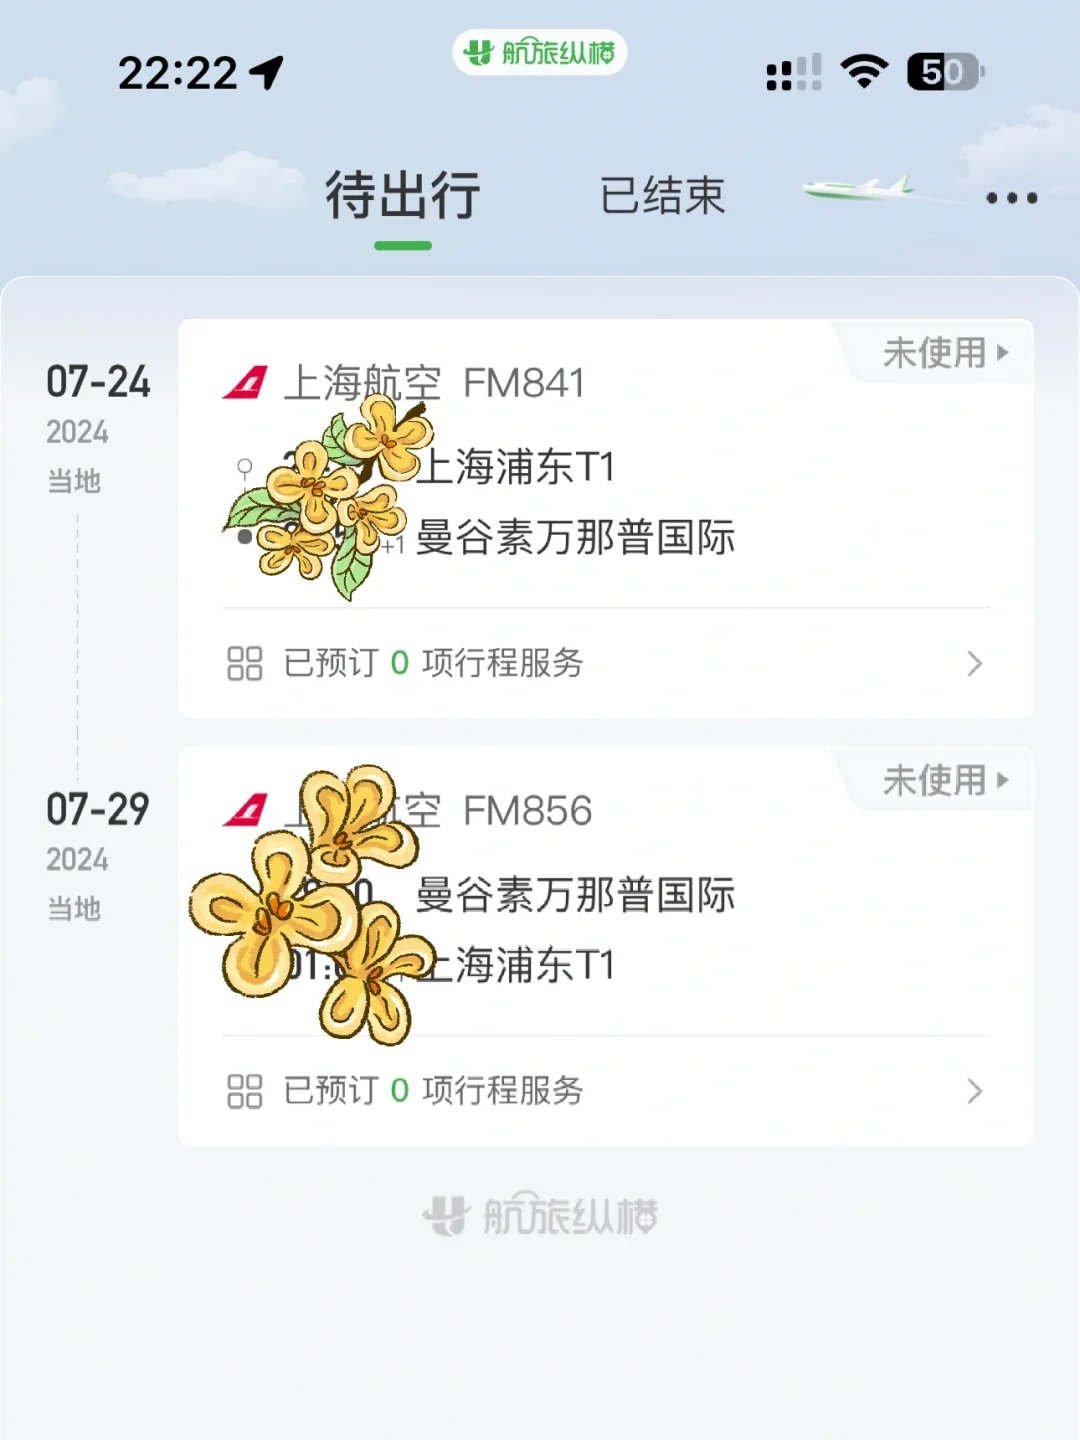 22:22
航旅纵横
50
待出行
已结束
07-24
2024
当地
上海航空 FM841
未使用
上海浦东T1
+1 曼谷素万那普国际
已预订 0 项行程服务
07-29
2024
当地
空 FM856
未使用
曼谷素万那普国际
上海浦东T1
已预订 0 项行程服务
航旅纵横